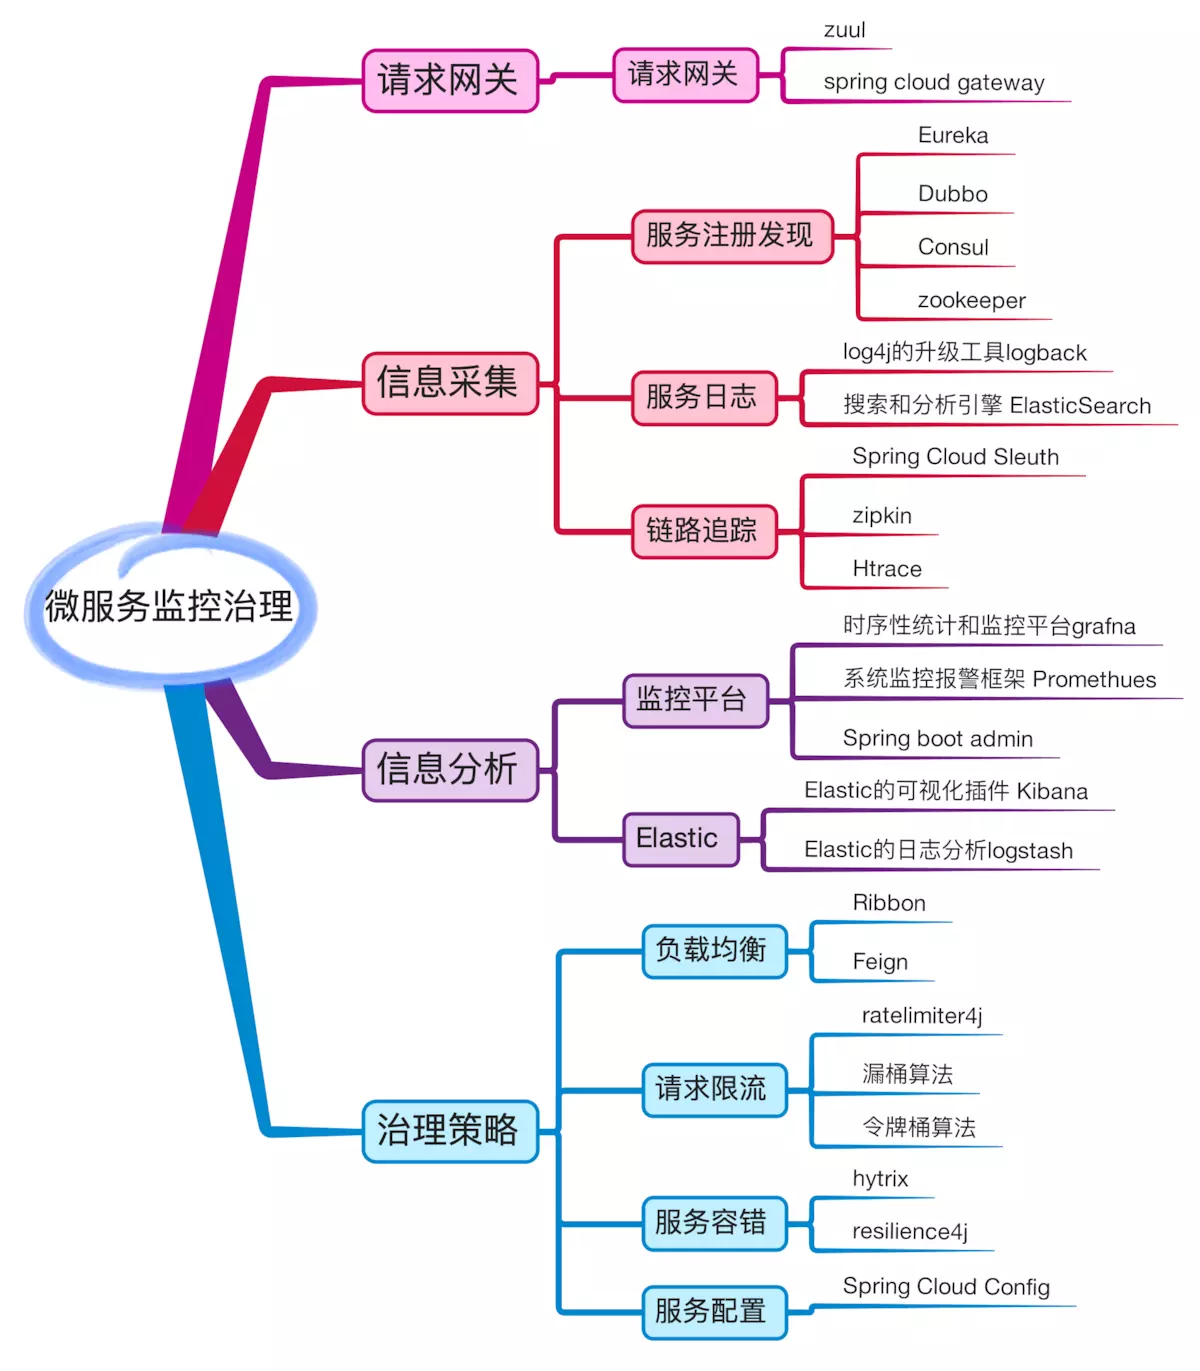 微服务监控治理
请求网关
请求网关
zuul
spring cloud gateway
信息采集
服务注册发现
Eureka
Dubbo
Consul
zookeeper
服务日志
log4j的升级工具logback
搜索和分析引擎 ElasticSearch
链路追踪
Spring Cloud Sleuth
zipkin
Htrace
信息分析
监控平台
时序性统计和监控平台grafna
系统监控报警框架 Promethues
Spring boot admin
Elastic
Elastic的可视化插件 Kibana
Elastic的日志分析logstash
治理策略
负载均衡
Ribbon
Feign
请求限流
ratelimiter4j
漏桶算法
令牌桶算法
服务容错
hytrix
resilience4j
服务配置
Spring Cloud Config